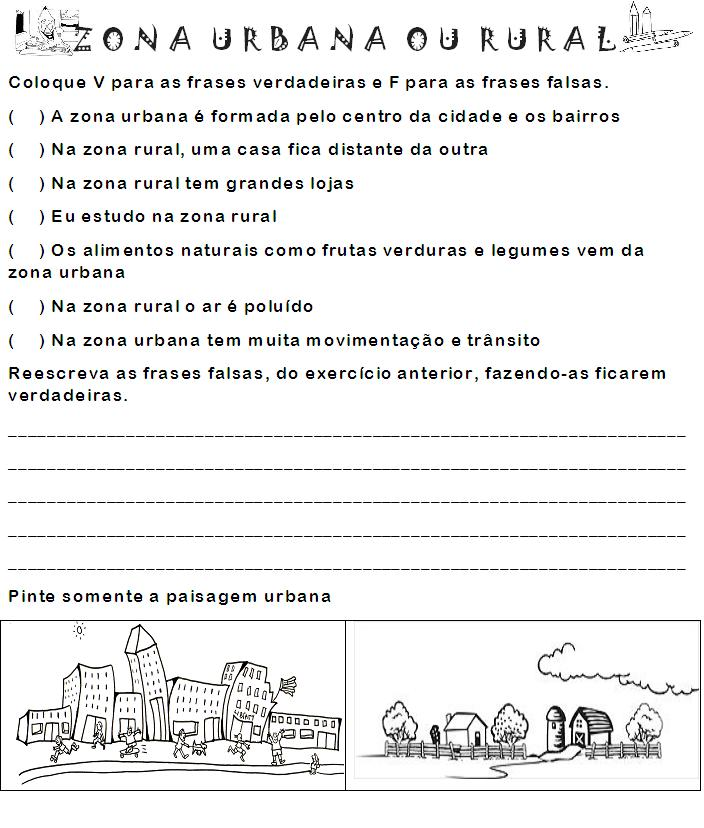 ZONA URBANA OU RURAL
Coloque V para as frases verdadeiras e F para as frases falsas.
(    ) A zona urbana é formada pelo centro da cidade e os bairros
(    ) Na zona rural, uma casa fica distante da outra
(    ) Na zona rural tem grandes lojas
(    ) Eu estudo na zona rural
(    ) Os alimentos naturais como frutas verduras e legumes vem da
zona urbana
(    ) Na zona rural o ar é poluído
(    ) Na zona urbana tem muita movimentação e trânsito
Reescreva as frases falsas, do exercício anterior, fazendo-as ficarem
verdadeiras.
Pinte somente a paisagem urbana